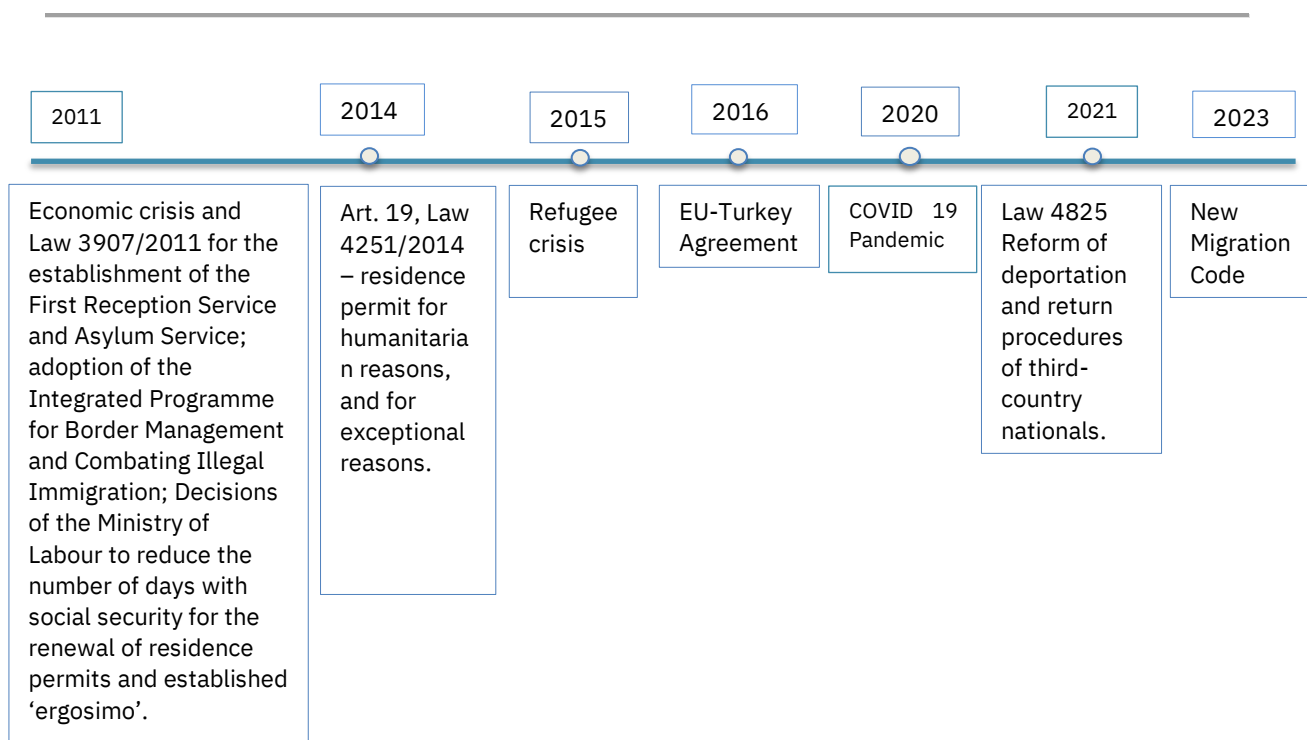 2011
2014
2015
2016
2020
2021
2023
Economic crisis and
Law 3907/2011 for the
establishment of the
First Reception Service
and Asylum Service;
adoption of the
Integrated Programme
for Border Management
and Combating Illegal
Immigration; Decisions
of the Ministry of
Labour to reduce the
number of days with
social security for the
renewal of residence
permits and established
‘ergosimo’.
Art. 19, Law
4251/2014
– residence
permit for
humanitaria
n reasons,
and for
exceptional
reasons.
Refugee
crisis
EU-Turkey
Agreement
COVID 19
Pandemic
Law 4825
Reform of
deportation
and return
procedures
of third-
country
nationals.
New
Migration
Code